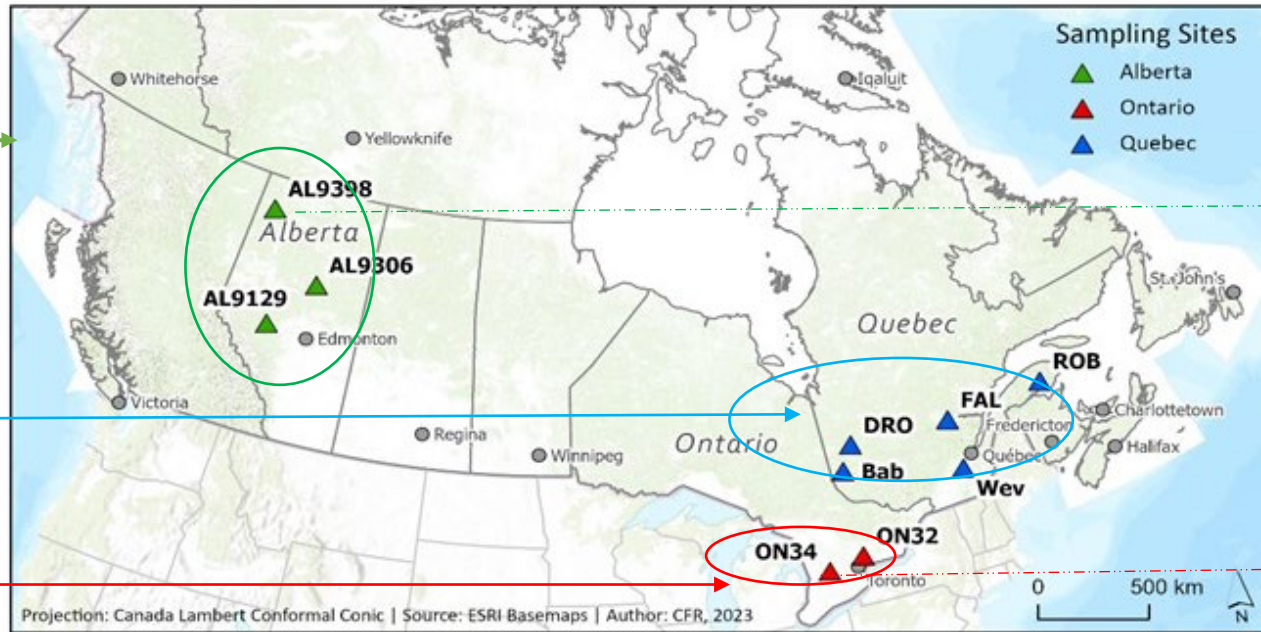 Sampling Sites
Alberta
Ontario
Quebec
Whitehorse
Iqaluit
Yellowknife
AL9398
Alberta
AL9306
AL9129
Edmonton
St. John's
Quebec
ROB
Victoria
FAL
Charlottetown
Fredericton
Regina
Ontario
DRO
Halifax
Winnipeg
Québec
Bab
Wev
ON32
ON34
Toronto
0 500 km
N
Projection: Canada Lambert Conformal Conic | Source: ESRI Basemaps | Author: CFR, 2023